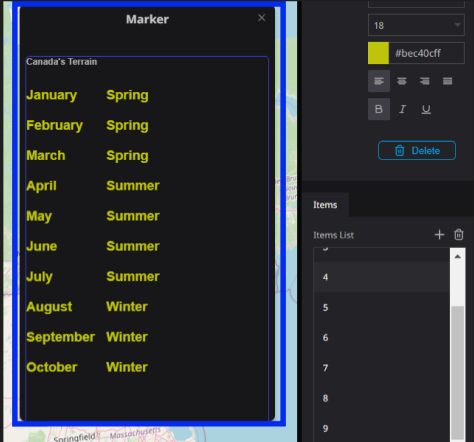 Marker
×
Canada's Terrain
January Spring
February Spring
March Spring
April Summer
May Summer
June Summer
July Summer
August Winter
September Winter
October Winter
Springfield
Massachusetts
18
#bec40cff
B I U
Delete
Items
Items List
4
5
6
7
8
9